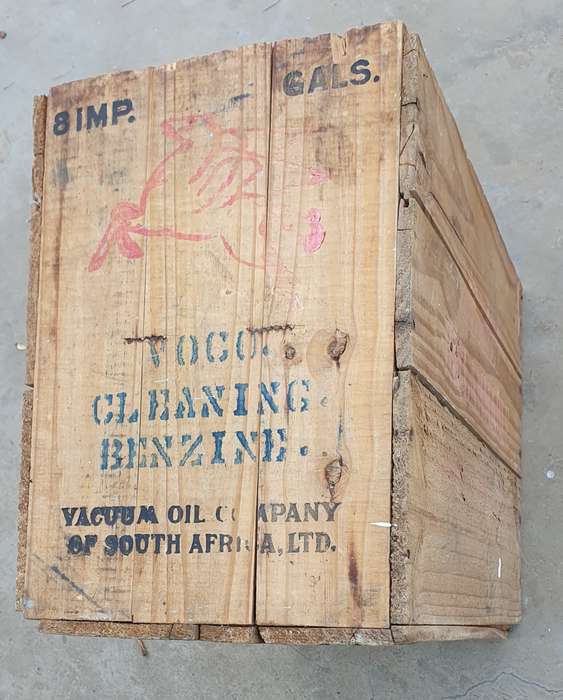 8 IMP. GALS.
VOCO.
CLEANING.
BENZINE.
VACUUM OIL COMPANY
OF SOUTH AFRICA, LTD.